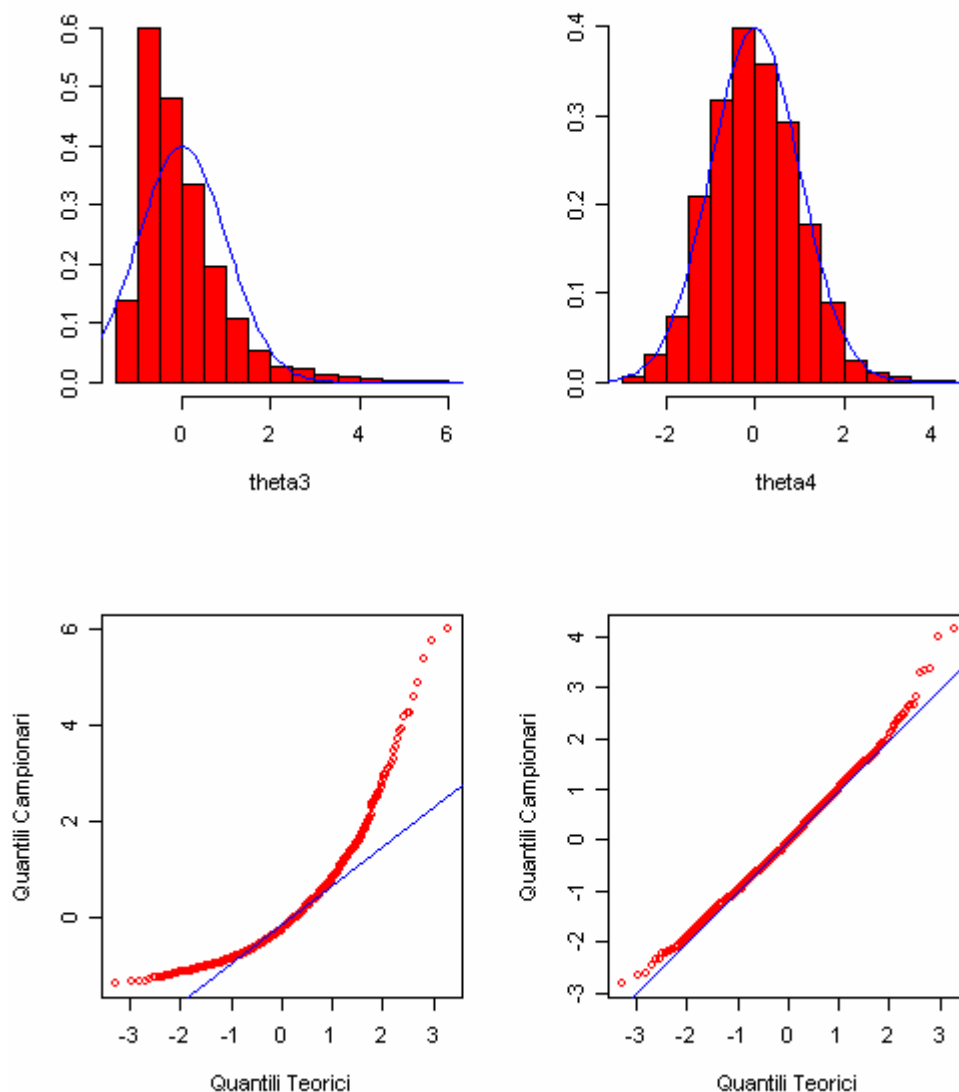 0.0 0.1 0.2 0.3 0.4 0.5 0.6
0 2 4 6
theta3
0.0 0.1 0.2 0.3 0.4
-2 0 2 4
theta4
Quantili Campionari
0 2 4 6
-3 -2 -1 0 1 2 3
Quantili Teorici
Quantili Campionari
-3 -2 -1 0 1 2 3 4
-3 -2 -1 0 1 2 3
Quantili Teorici